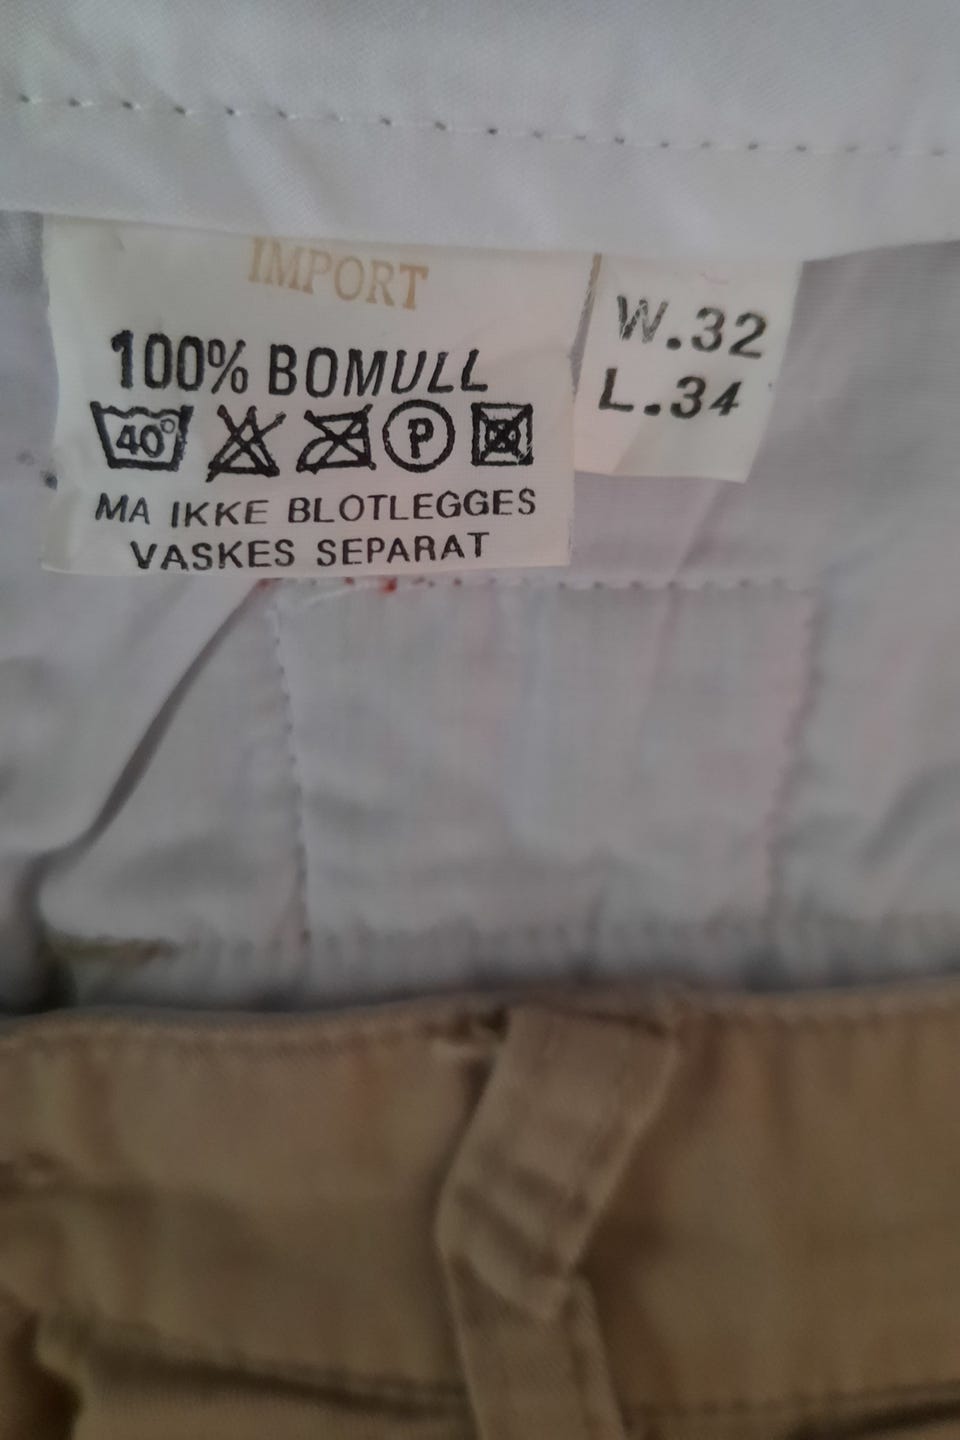 IMPORT
100% BOMULL
40°
P
MA IKKE BLOTLEGGES
VASKES SEPARAT
W.32
L.34